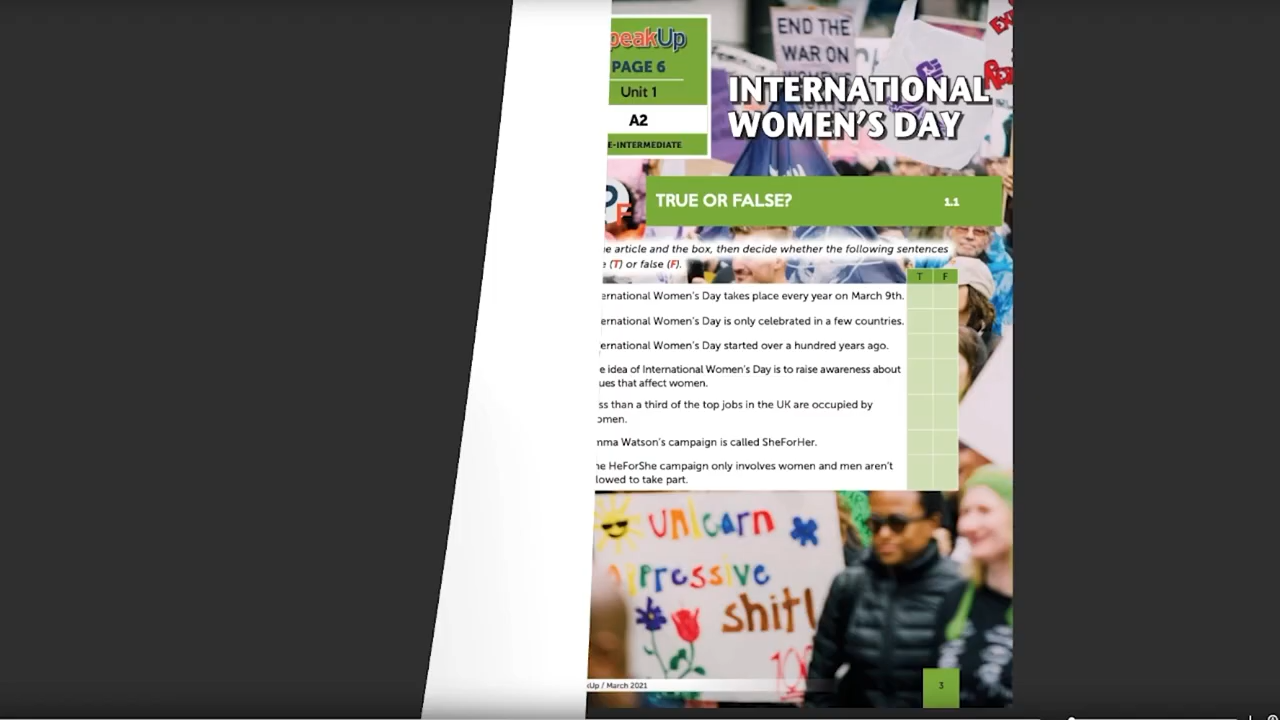 peakUp
PAGE 6
Unit 1
A2
E-INTERMEDIATE
END THE
WAR ON
WOMEN'S
INTERNATIONAL
WOMEN'S DAY
TRUE OR FALSE? 1.1
e article and the box, then decide whether the following sentences
e (T) or false (F).
T F
ernational Women's Day takes place every year on March 9th.
ernational Women's Day is only celebrated in a few countries.
ernational Women's Day started over a hundred years ago.
e idea of International Women's Day is to raise awareness about
ues that affect women.
ss than a third of the top jobs in the UK are occupied by
omen.
mma Watson's campaign is called SheForHer.
he HeForShe campaign only involves women and men aren't
lowed to take part.
unlearn
ppressive
shit!
kUp / March 2021
3